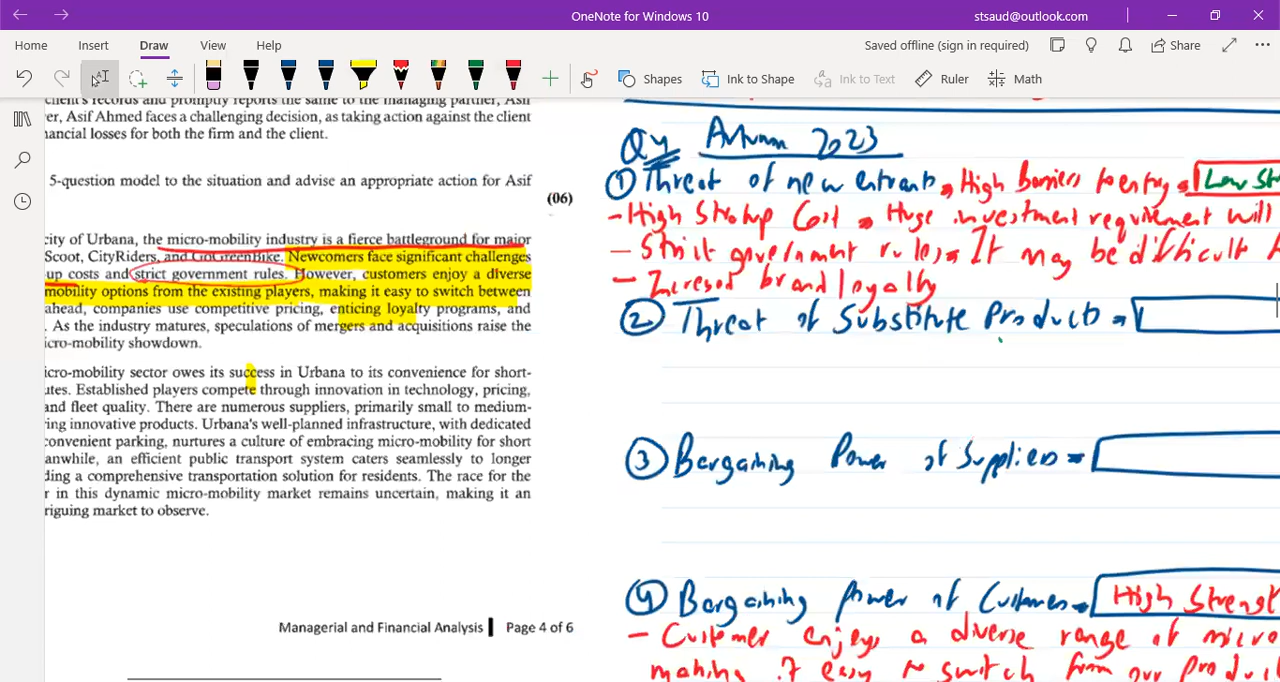 OneNote for Windows 10
stsaud@outlook.com
Home Insert Draw View Help
Saved offline (sign in required) Share
Shapes Ink to Shape Ink to Text Ruler Math
client's records and promptly reports the same to the managing partner, Asif
er, Asif Ahmed faces a challenging decision, as taking action against the client
nancial losses for both the firm and the client.
5-question model to the situation and advise an appropriate action for Asif
(06)
city of Urbana, the micro-mobility industry is a fierce battleground for major
Scoot, CityRiders, and GoGreenBike. Newcomers face significant challenges
up costs and strict government rules. However, customers enjoy a diverse
mobility options from the existing players, making it easy to switch between
ahead, companies use competitive pricing, enticing loyalty programs, and
. As the industry matures, speculations of mergers and acquisitions raise the
icro-mobility showdown.
icro-mobility sector owes its success in Urbana to its convenience for short-
utes. Established players compete through innovation in technology, pricing,
and fleet quality. There are numerous suppliers, primarily small to medium-
ring innovative products. Urbana's well-planned infrastructure, with dedicated
convenient parking, nurtures a culture of embracing micro-mobility for short
anwhile, an efficient public transport system caters seamlessly to longer
ding a comprehensive transportation solution for residents. The race for the
r in this dynamic micro-mobility market remains uncertain, making it an
riguing market to observe.
Managerial and Financial Analysis | Page 4 of 6
Q4 Autumn 2023
① Threat of new entrants High Barriers to entry Low St
- High Startup Cost Huge investment requirement will
- Strict government rules It may be difficult
- Incresed brand loyalty
② Threat of Substitute Products
③ Bargaining Power of Suppliers
④ Bargaining Power of Customers High Strength
- Customer enjoys a diverse range of micro
making it easy to switch from our produc